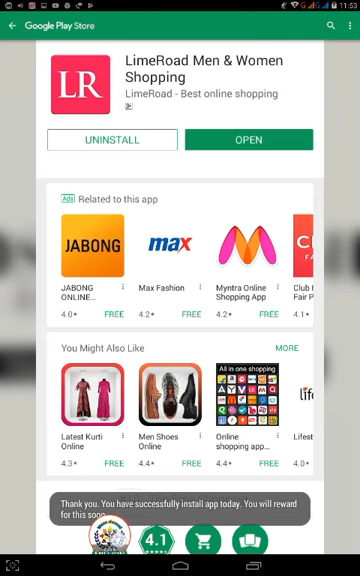 11:53
Google Play Store
LR
LimeRoad Men & Women
Shopping
LimeRoad - Best online shopping
UNINSTALL
OPEN
Ads Related to this app
JABONG
max
JABONG
ONLINE...
Max Fashion
Myntra Online
Shopping App
Club F
Fair P
4.0★ FREE
4.2★ FREE
4.2★ FREE
4.1★
You Might Also Like
MORE
All in one shopping
Latest Kurti
Online
Men Shoes
Online
Online
shopping app...
Lifest
4.3★ FREE
4.4★ FREE
4.4★ FREE
4.0★
Thank you. You have successfully install app today. You will reward
for this soon
MILLION
4.1